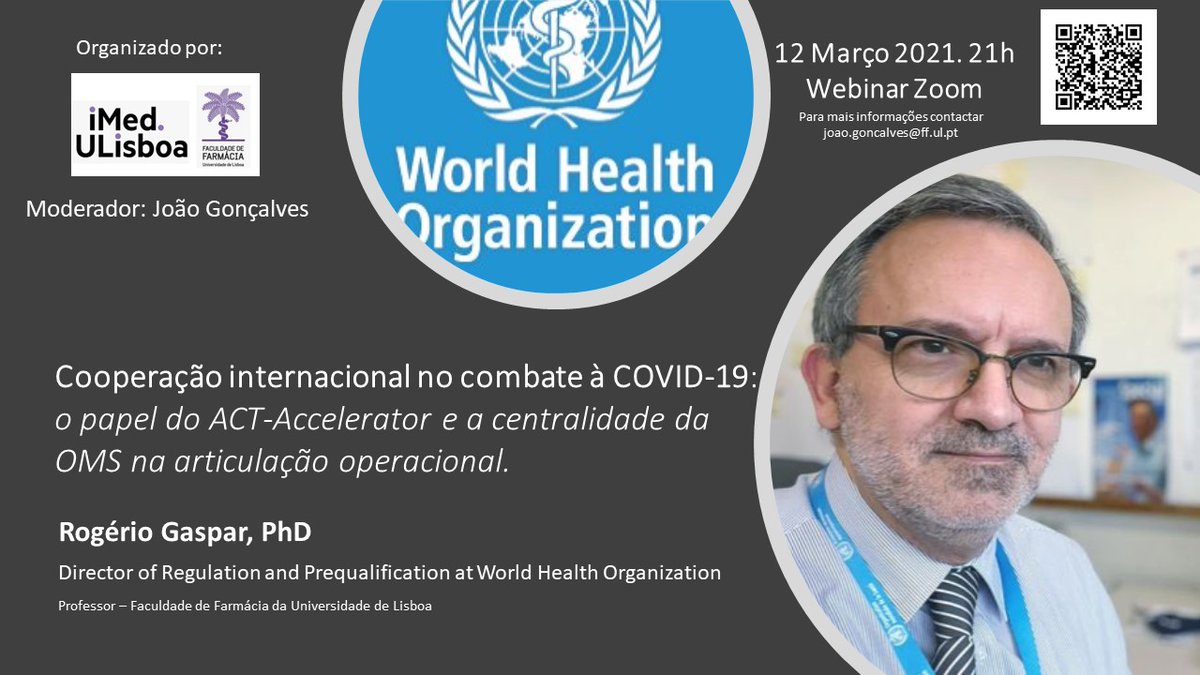 Organizado por:
iMed.
ULisboa
FACULDADE DE
FARMÁCIA
Universidade de Lisboa
Moderador: João Gonçalves
World Health
Organization
12 Março 2021. 21h
Webinar Zoom
Para mais informações contactar
joao.goncalves@ff.ul.pt
Cooperação internacional no combate à COVID-19:
o papel do ACT-Accelerator e a centralidade da
OMS na articulação operacional.
Rogério Gaspar, PhD
Director of Regulation and Prequalification at World Health Organization
Professor – Faculdade de Farmácia da Universidade de Lisboa